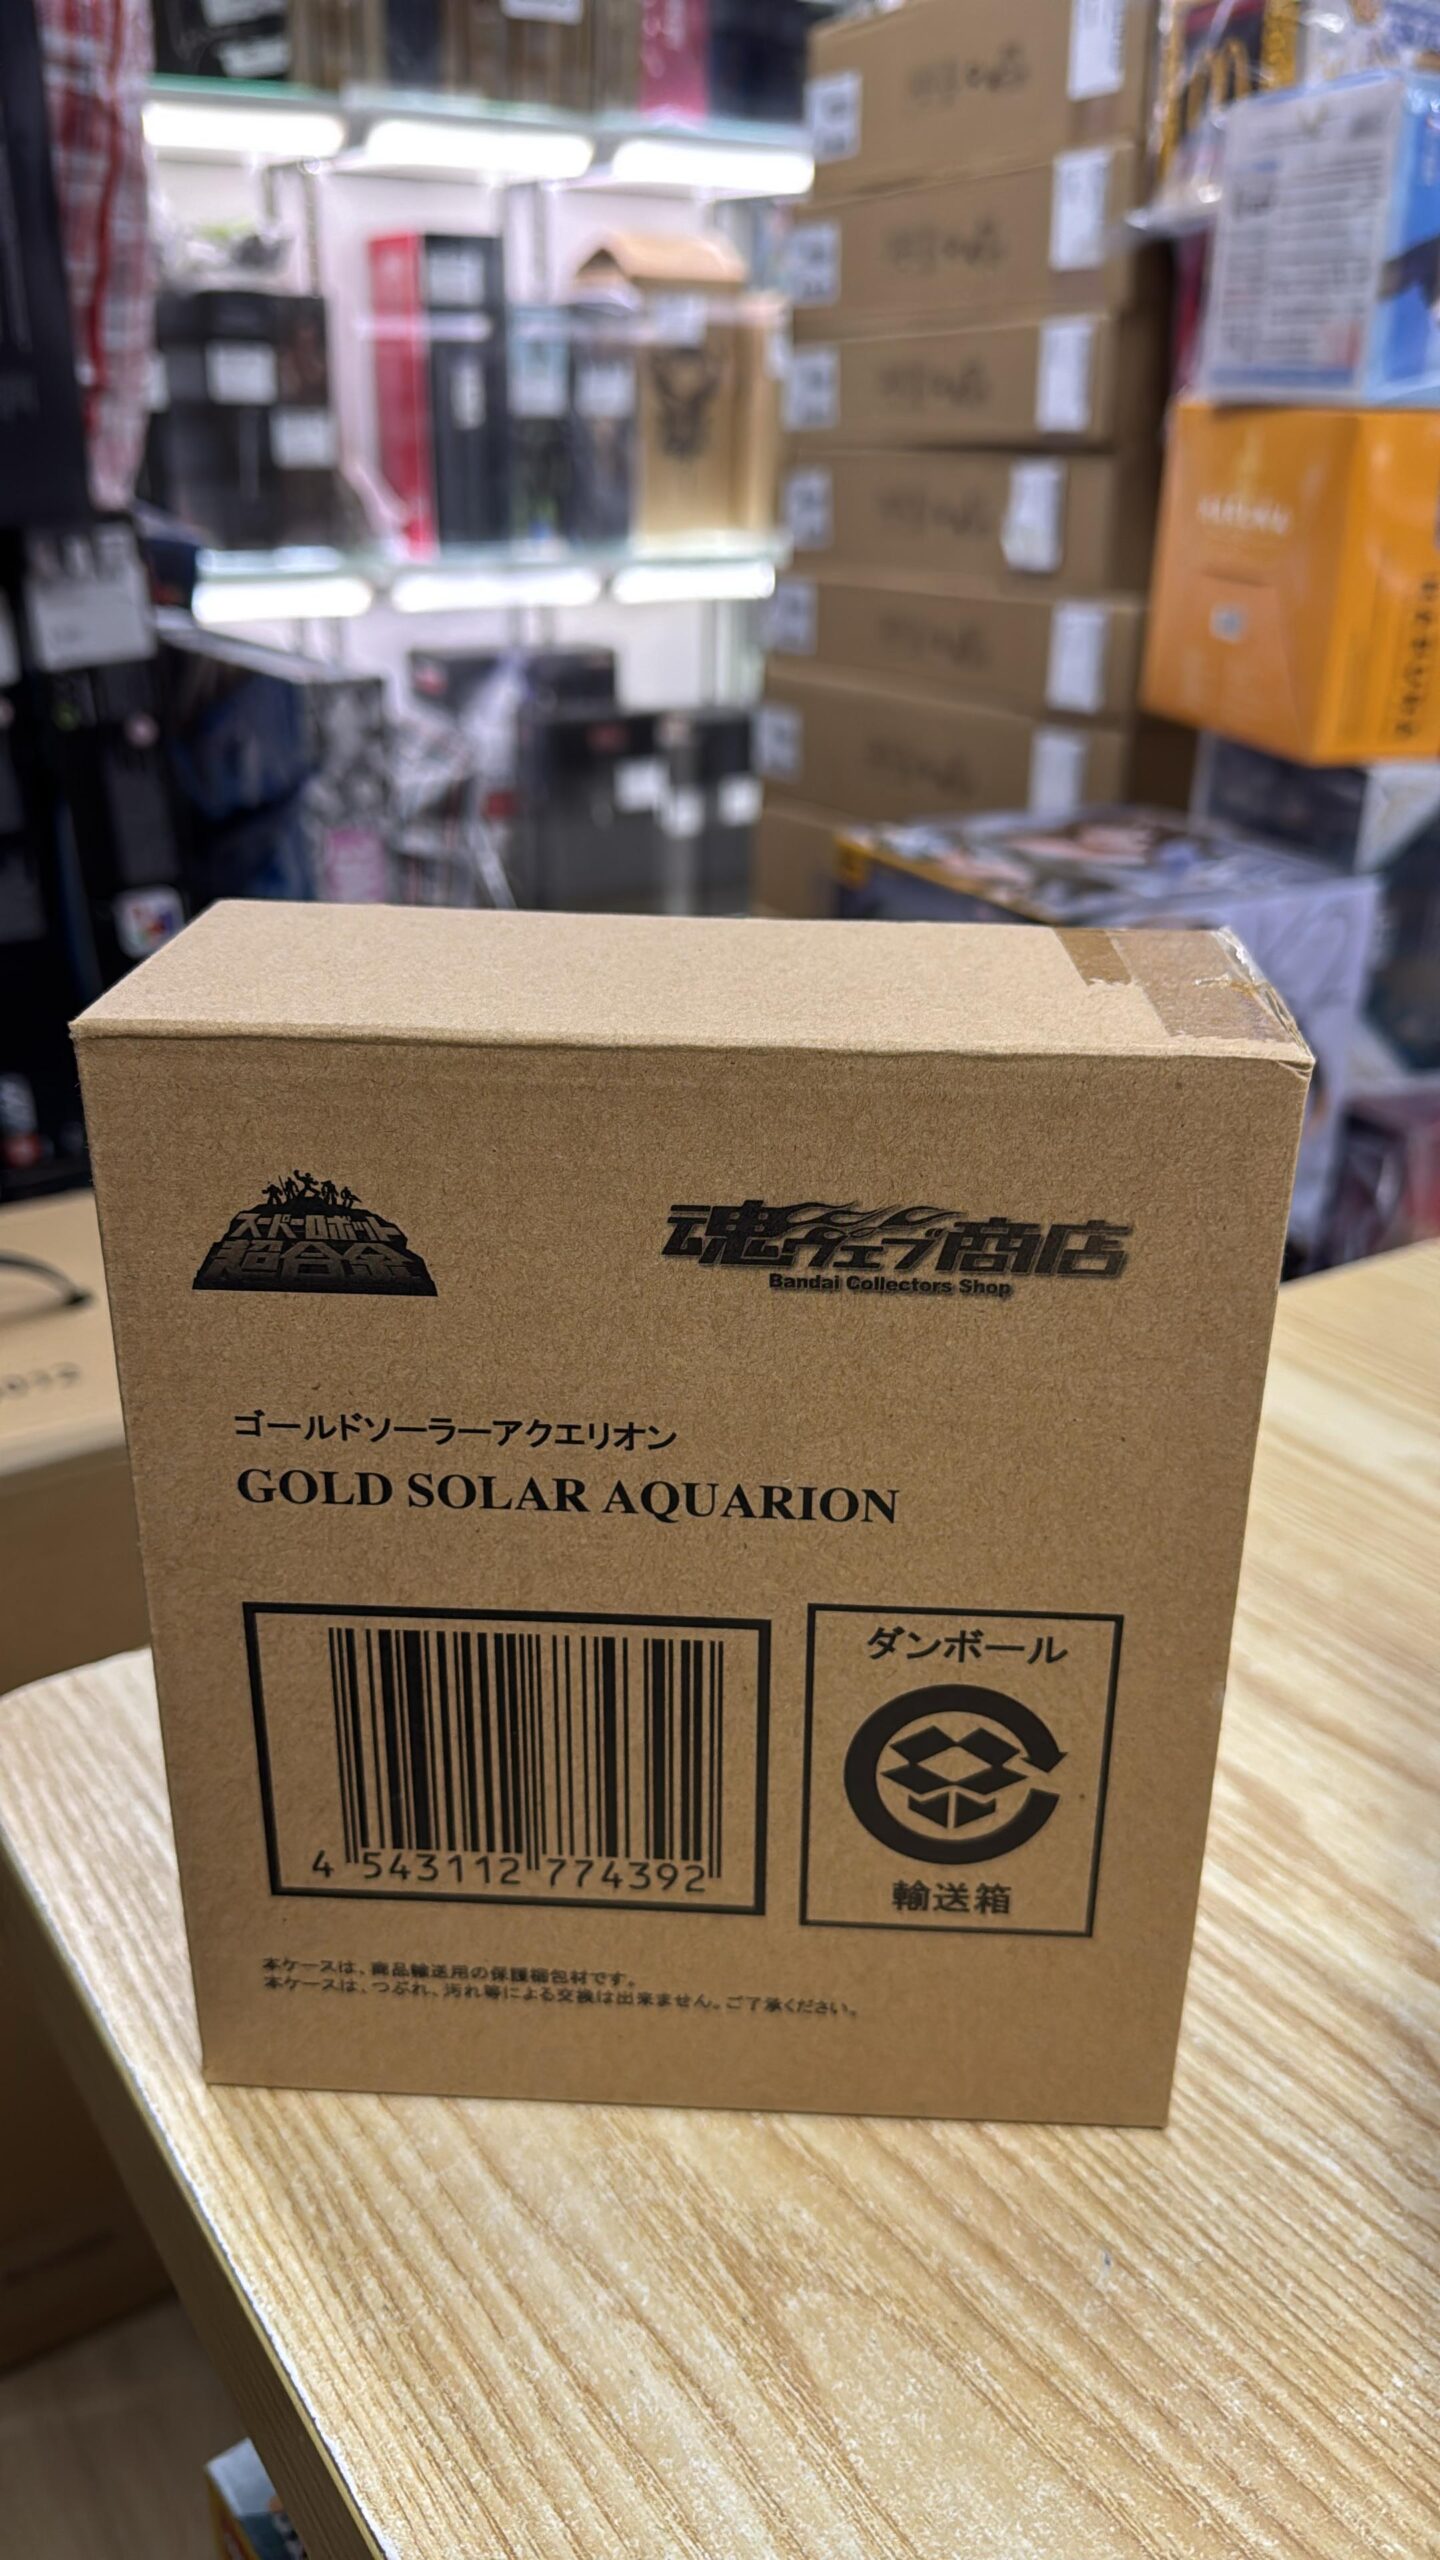 スーパーロボット
超合金
魂ウェブ商店
Bandai Collectors Shop
ゴールドソーラーアクエリオン
GOLD SOLAR AQUARION
4 543112 774392
ダンボール
輸送箱
本ケースは、商品輸送用の保護梱包材です。
本ケースは、つぶれ、汚れ等による交換は出来ません。ご了承ください。